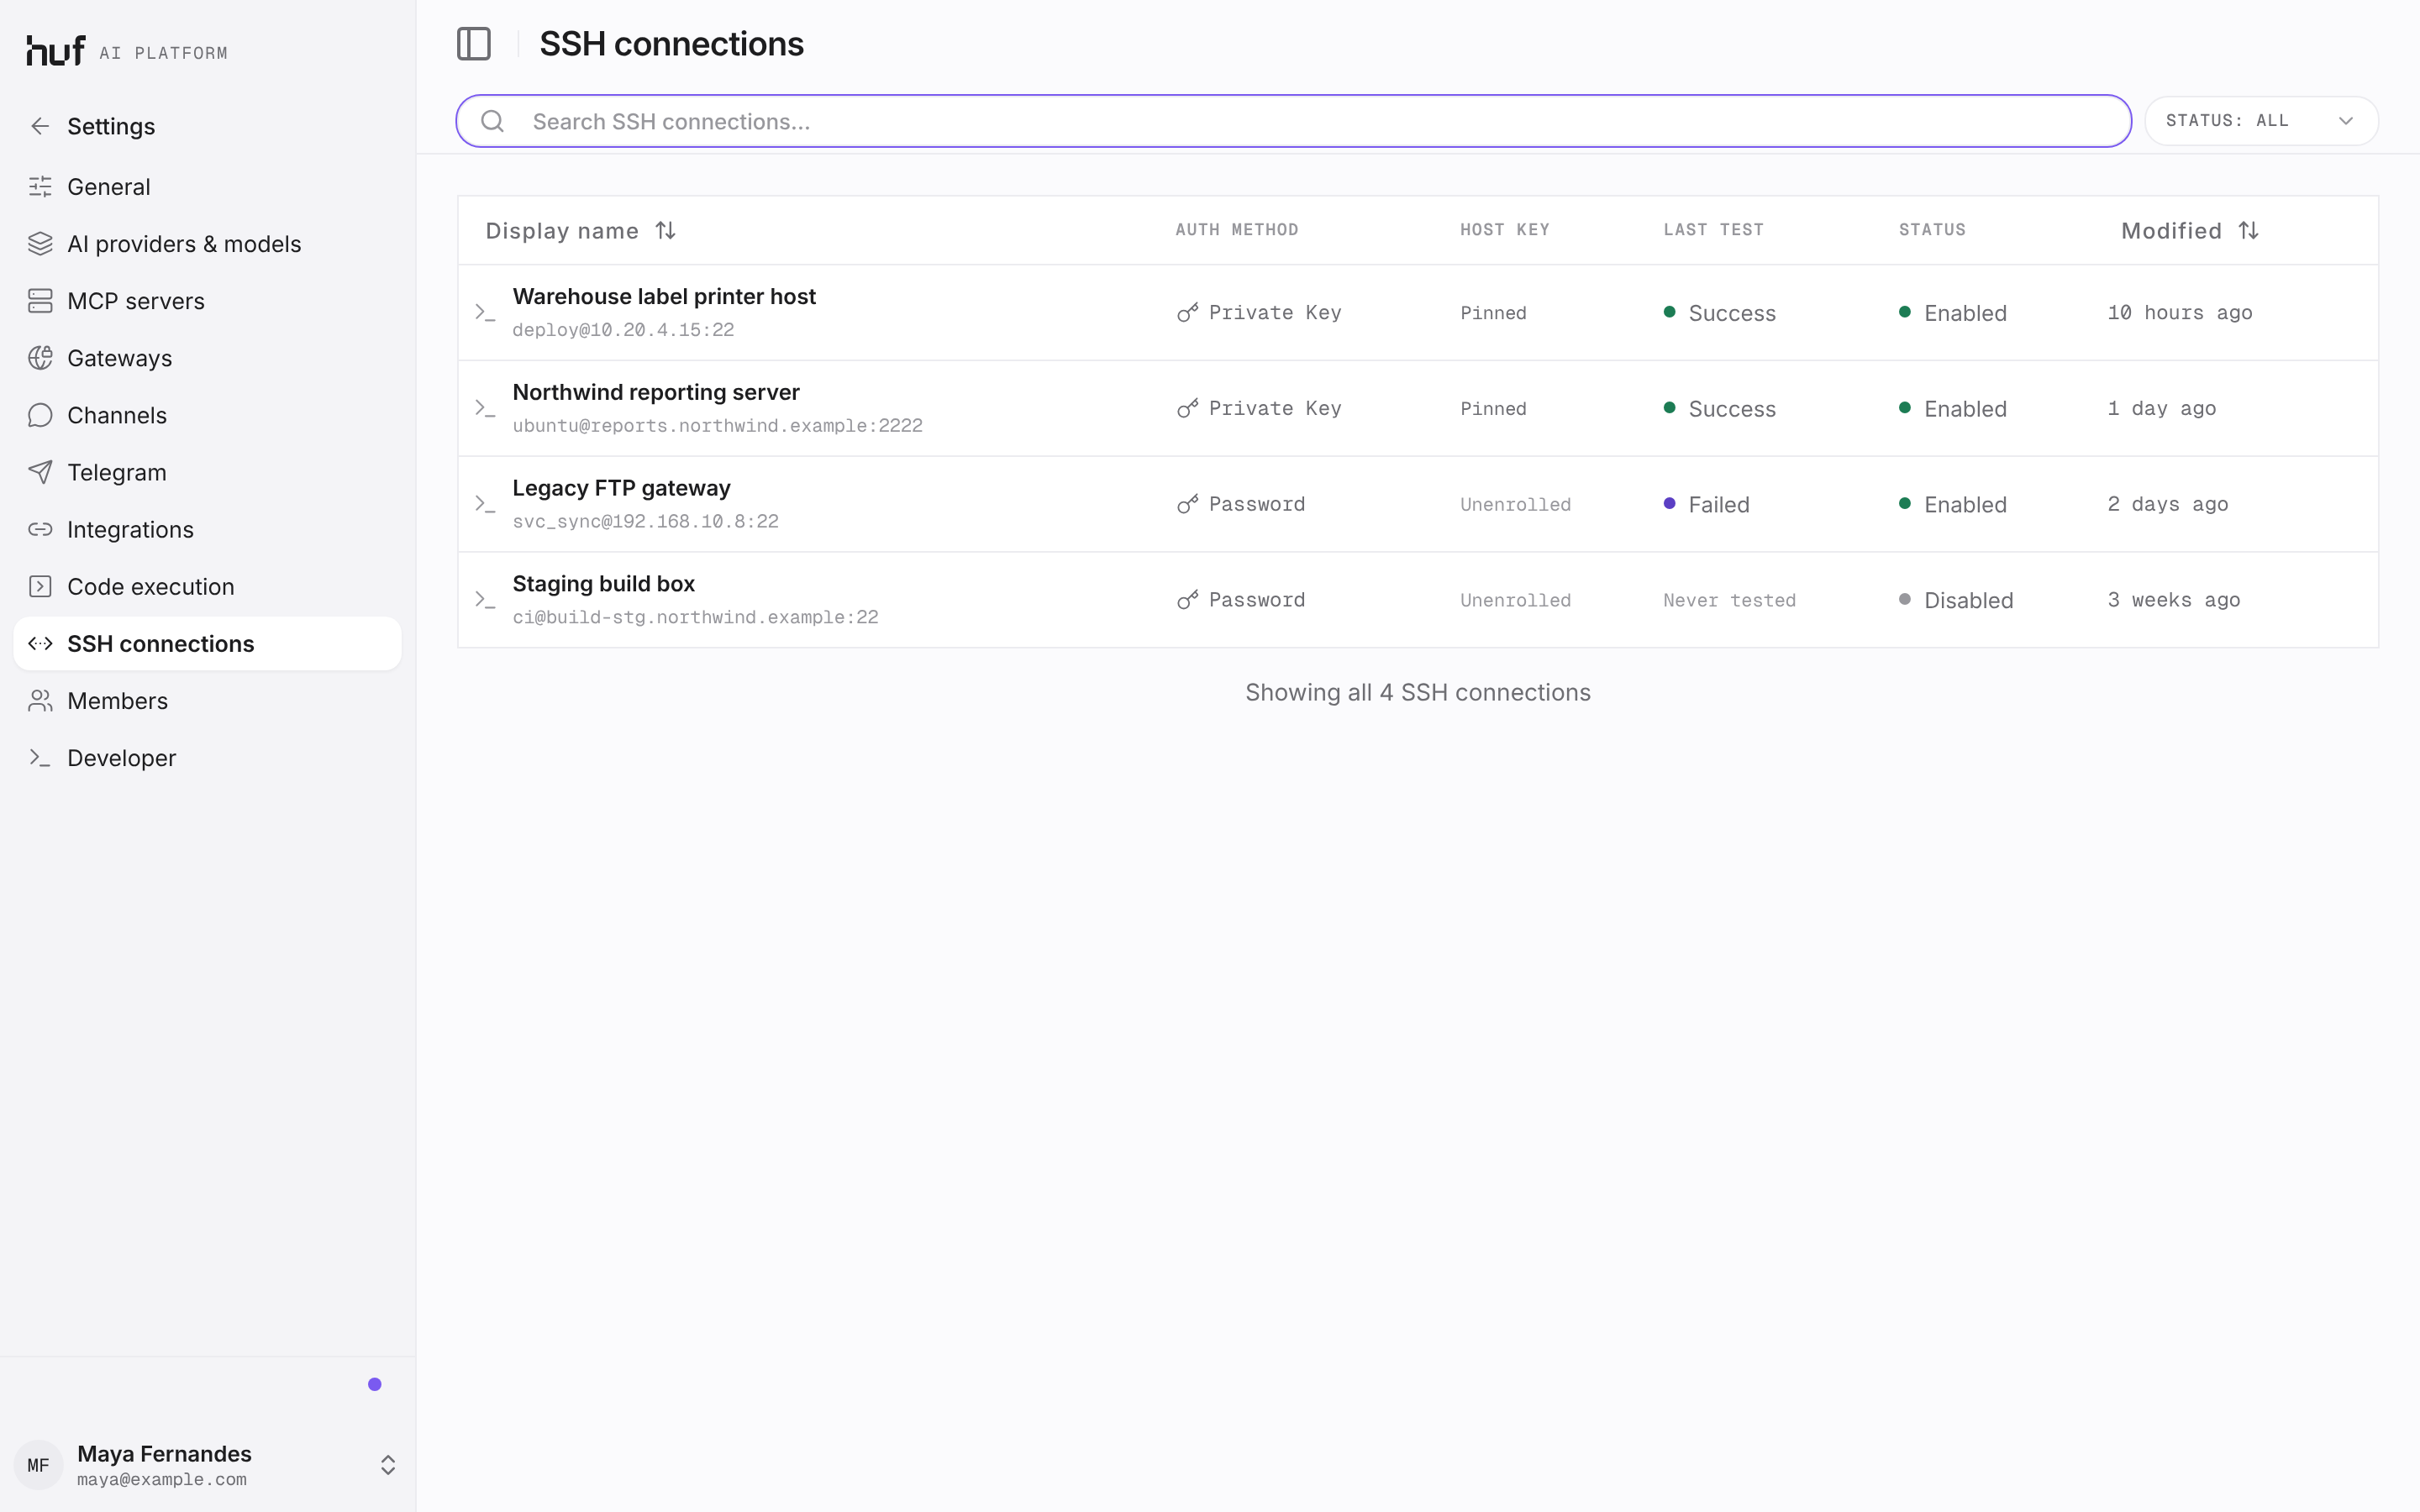 huf AI PLATFORM
Settings
General
AI providers & models
MCP servers
Gateways
Channels
Telegram
Integrations
Code execution
SSH connections
Members
Developer
MF
Maya Fernandes
maya@example.com
SSH connections
Search SSH connections...
STATUS: ALL
Display name AUTH METHOD HOST KEY LAST TEST STATUS Modified
Warehouse label printer host
deploy@10.20.4.15:22
Private Key Pinned Success Enabled 10 hours ago
Northwind reporting server
ubuntu@reports.northwind.example:2222
Private Key Pinned Success Enabled 1 day ago
Legacy FTP gateway
svc_sync@192.168.10.8:22
Password Unenrolled Failed Enabled 2 days ago
Staging build box
ci@build-stg.northwind.example:22
Password Unenrolled Never tested Disabled 3 weeks ago
Showing all 4 SSH connections